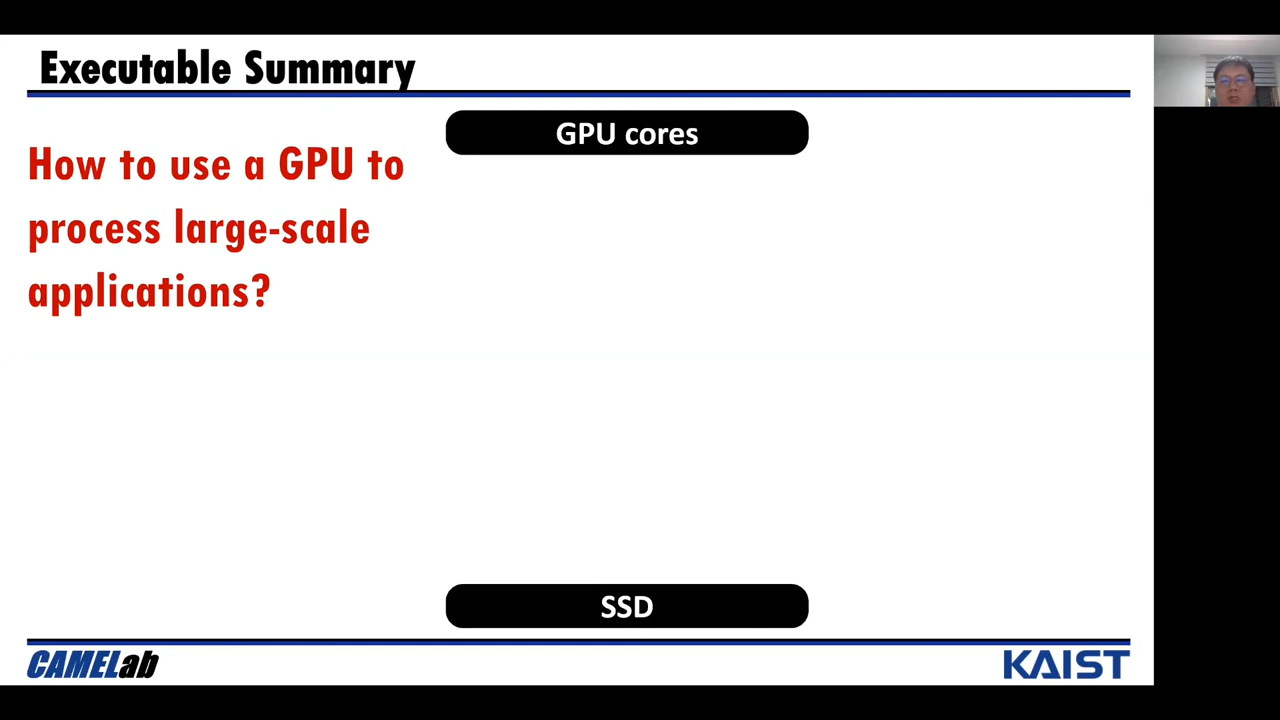 Executable Summary
GPU cores
How to use a GPU to
process large-scale
applications?
SSD
CAMELab
KAIST